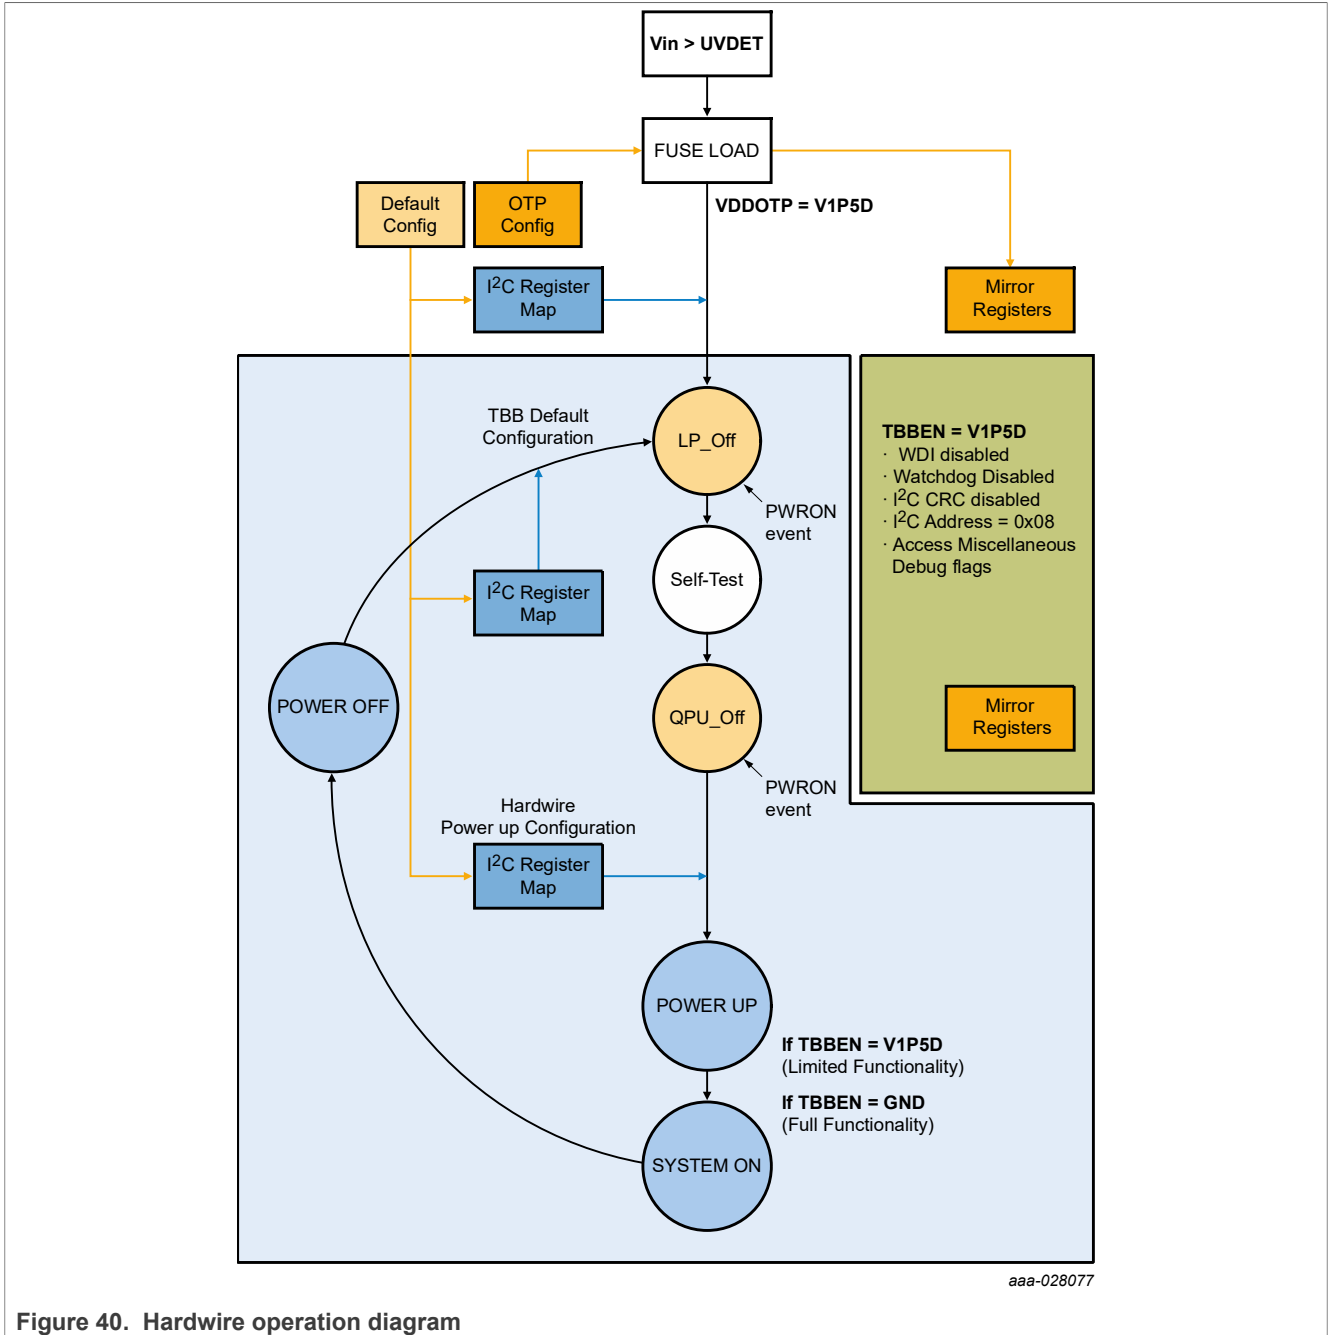 Vin > UVDET
FUSE LOAD
VDDOTP = V1P5D
Default
Config
OTP
Config
I2C Register
Map
Mirror
Registers
TBB Default
Configuration
LP_Off
PWRON
event
TBBEN = V1P5D
· WDI disabled
· Watchdog Disabled
· I2C CRC disabled
· I2C Address = 0x08
· Access Miscellaneous
Debug flags
Self-Test
I2C Register
Map
POWER OFF
QPU_Off
Mirror
Registers
PWRON
event
Hardwire
Power up Configuration
I2C Register
Map
POWER UP
If TBBEN = V1P5D
(Limited Functionality)
If TBBEN = GND
(Full Functionality)
SYSTEM ON
aaa-028077
Figure 40. Hardwire operation diagram